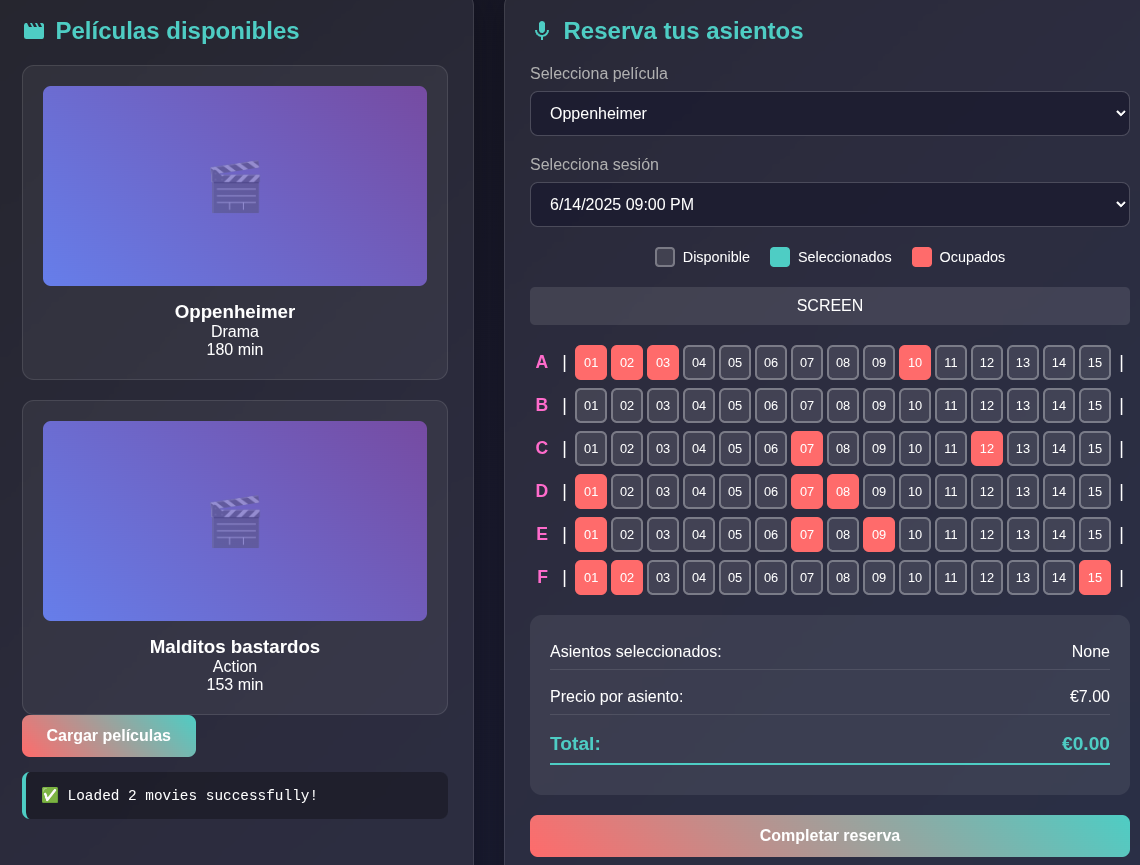 Películas disponibles
Oppenheimer
Drama
180 min
Malditos bastardos
Action
153 min
Cargar películas
✅ Loaded 2 movies successfully!
Reserva tus asientos
Selecciona película
Oppenheimer
Selecciona sesión
6/14/2025 09:00 PM
Disponible Seleccionados Ocupados
SCREEN
A | 01 02 03 04 05 06 07 08 09 10 11 12 13 14 15 |
B | 01 02 03 04 05 06 07 08 09 10 11 12 13 14 15 |
C | 01 02 03 04 05 06 07 08 09 10 11 12 13 14 15 |
D | 01 02 03 04 05 06 07 08 09 10 11 12 13 14 15 |
E | 01 02 03 04 05 06 07 08 09 10 11 12 13 14 15 |
F | 01 02 03 04 05 06 07 08 09 10 11 12 13 14 15 |
Asientos seleccionados: None
Precio por asiento: €7.00
Total: €0.00
Completar reserva